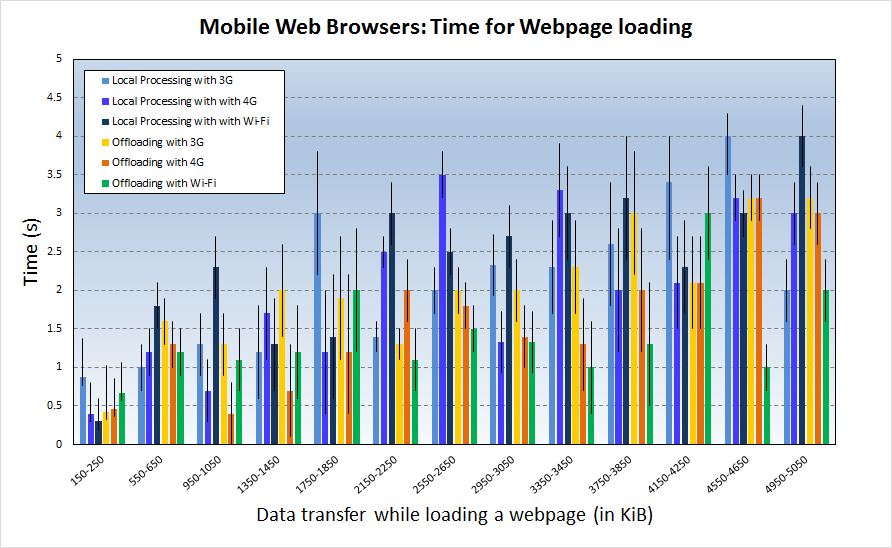 Mobile Web Browsers: Time for Webpage loading
5
4.5
4
3.5
3
2.5
2
1.5
1
0.5
0
Time (s)
Local Processing with 3G
Local Processing with with 4G
Local Processing with with Wi-Fi
Offloading with 3G
Offloading with 4G
Offloading with Wi-Fi
150-250
550-650
950-1050
1350-1450
1750-1850
2150-2250
2550-2650
2950-3050
3350-3450
3750-3850
4150-4250
4550-4650
4950-5050
Data transfer while loading a webpage (in KiB)